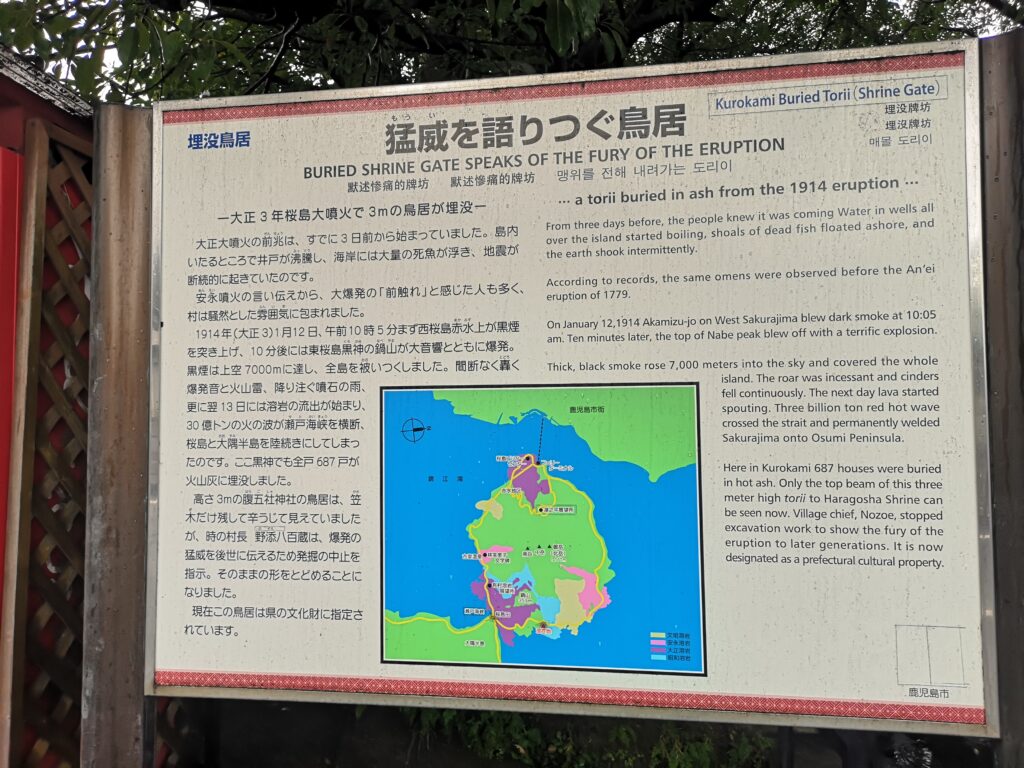 埋没鳥居
もうい
猛威を語りつぐ鳥居
Kurokami Buried Torii (Shrine Gate)
埋没牌坊
埋沒牌坊
매몰 도리이
BURIED SHRINE GATE SPEAKS OF THE FURY OF THE ERUPTION
默述惨痛的牌坊 默述慘痛的牌坊 맹위를 전해 내려가는 도리이
―大正3年桜島大噴火で3mの鳥居が埋没―
大正大噴火の前兆は、すでに3日前から始まっていました。島内
いたるところで井戸が沸騰し、海岸には大量の死魚が浮き、地震が
断続的に起きていたのです。
安永噴火の言い伝えから、大爆発の「前触れ」と感じた人も多く、
村は騒然とした雰囲気に包まれました。
1914年(大正3)1月12日、午前10時5分まず西桜島赤水上が黒煙
を突き上げ、10分後には東桜島黒神の鍋山が大音響とともに爆発。
黒煙は上空7000mに達し、全島を被いつくしました。間断なく轟く
爆発音と火山雷、降り注ぐ噴石の雨、
更に翌13日には溶岩の流出が始まり、
30億トンの火の波が瀬戸海峡を横断、
桜島と大隅半島を陸続きにしてしまっ
たのです。ここ黒神でも全戸687戸が
火山灰に埋没しました。
高さ3mの腹五社神社の鳥居は、笠
木だけ残して辛うじて見えていました
が、時の村長 野添八百蔵は、爆発の
猛威を後世に伝えるため発掘の中止を
指示。そのままの形をとどめることに
なりました。
現在この鳥居は県の文化財に指定さ
れています。
... a torii buried in ash from the 1914 eruption ...
From three days before, the people knew it was coming Water in wells all
over the island started boiling, shoals of dead fish floated ashore, and
the earth shook intermittently.
According to records, the same omens were observed before the An'ei
eruption of 1779.
On January 12,1914 Akamizu-jo on West Sakurajima blew dark smoke at 10:05
am. Ten minutes later, the top of Nabe peak blew off with a terrific explosion.
Thick, black smoke rose 7,000 meters into the sky and covered the whole
island. The roar was incessant and cinders
fell continuously. The next day lava started
spouting. Three billion ton red hot wave
crossed the strait and permanently welded
Sakurajima onto Osumi Peninsula.
Here in Kurokami 687 houses were buried
in hot ash. Only the top beam of this three
meter high torii to Haragosha Shrine can
be seen now. Village chief, Nozoe, stopped
excavation work to show the fury of the
eruption to later generations. It is now
designated as a prefectural cultural property.
鹿児島市街
錦江湾
大隅半島
文明溶岩
安永溶岩
大正溶岩
昭和溶岩
鹿児島市